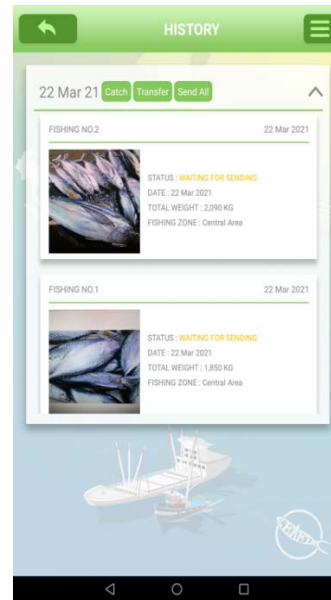 HISTORY
22 Mar 21 Catch Transfer Send All
FISHING NO.2 22 Mar 2021
STATUS : WAITING FOR SENDING
DATE : 22 Mar 2021
TOTAL WEIGHT : 2,090 KG
FISHING ZONE : Central Area
FISHING NO.1 22 Mar 2021
STATUS : WAITING FOR SENDING
DATE : 22 Mar 2021
TOTAL WEIGHT : 1,850 KG
FISHING ZONE : Central Area